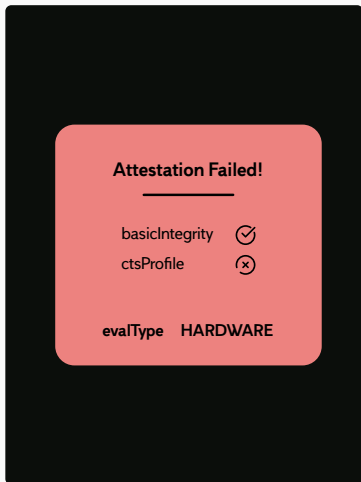 Attestation Failed!
basicIntegrity
ctsProfile
evalType HARDWARE